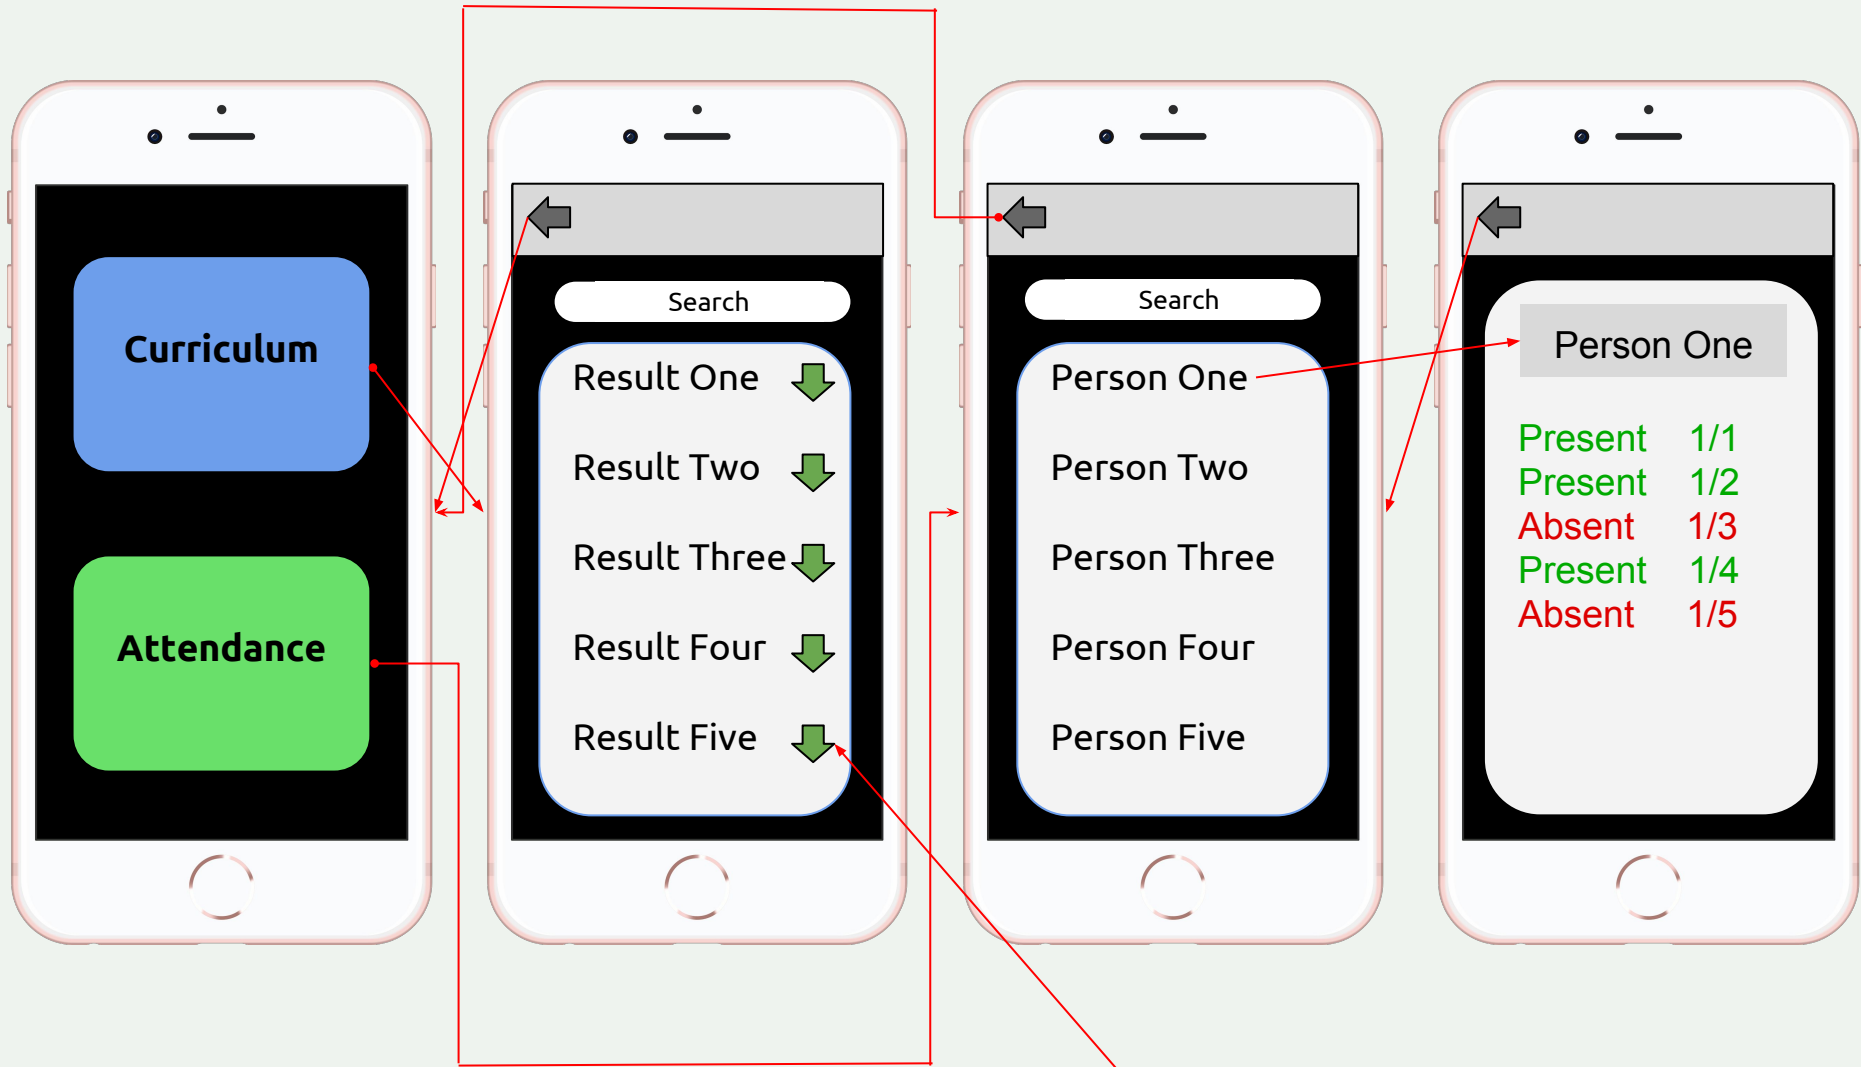 Curriculum
Attendance
Search
Result One
Result Two
Result Three
Result Four
Result Five
Search
Person One
Person Two
Person Three
Person Four
Person Five
Person One
Present 1/1
Present 1/2
Absent 1/3
Present 1/4
Absent 1/5